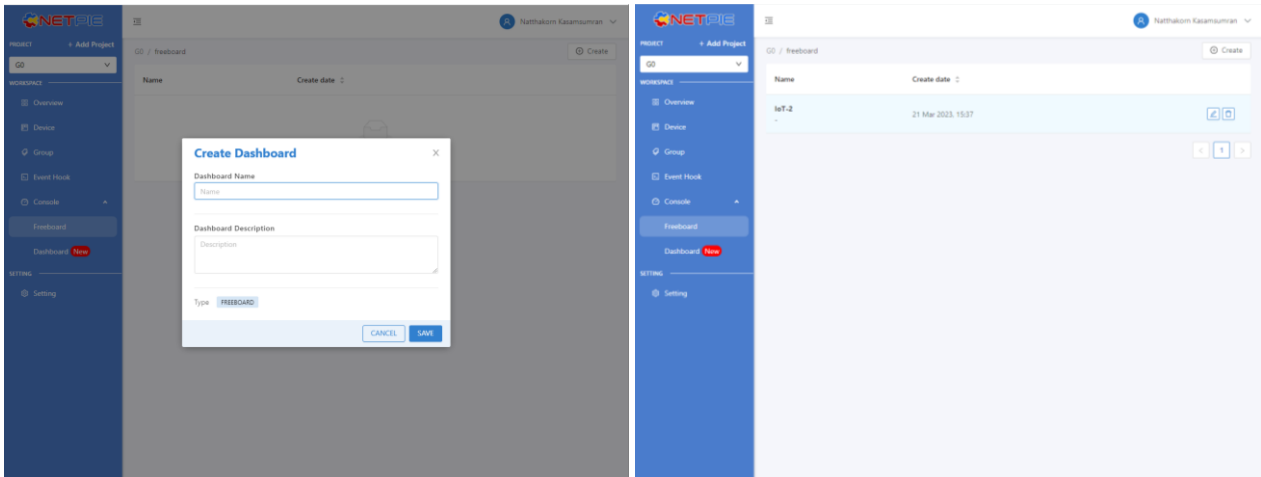 NETPIE
Natthakorn Kasamsumran
PROJECT + Add Project
G0
G0 / freeboard
Create
WORKSPACE
Name Create date
Overview
Device
Group
Event Hook
Console
Freeboard
Dashboard New
SETTING
Setting
Create Dashboard
Dashboard Name
Name
Dashboard Description
Description
Type FREEBOARD
CANCEL SAVE
NETPIE
Natthakorn Kasamsumran
PROJECT + Add Project
G0
G0 / freeboard
Create
WORKSPACE
Name Create date
Overview
IoT-2
-
21 Mar 2023, 15:37
Device
Group
< 1 >
Event Hook
Console
Freeboard
Dashboard New
SETTING
Setting